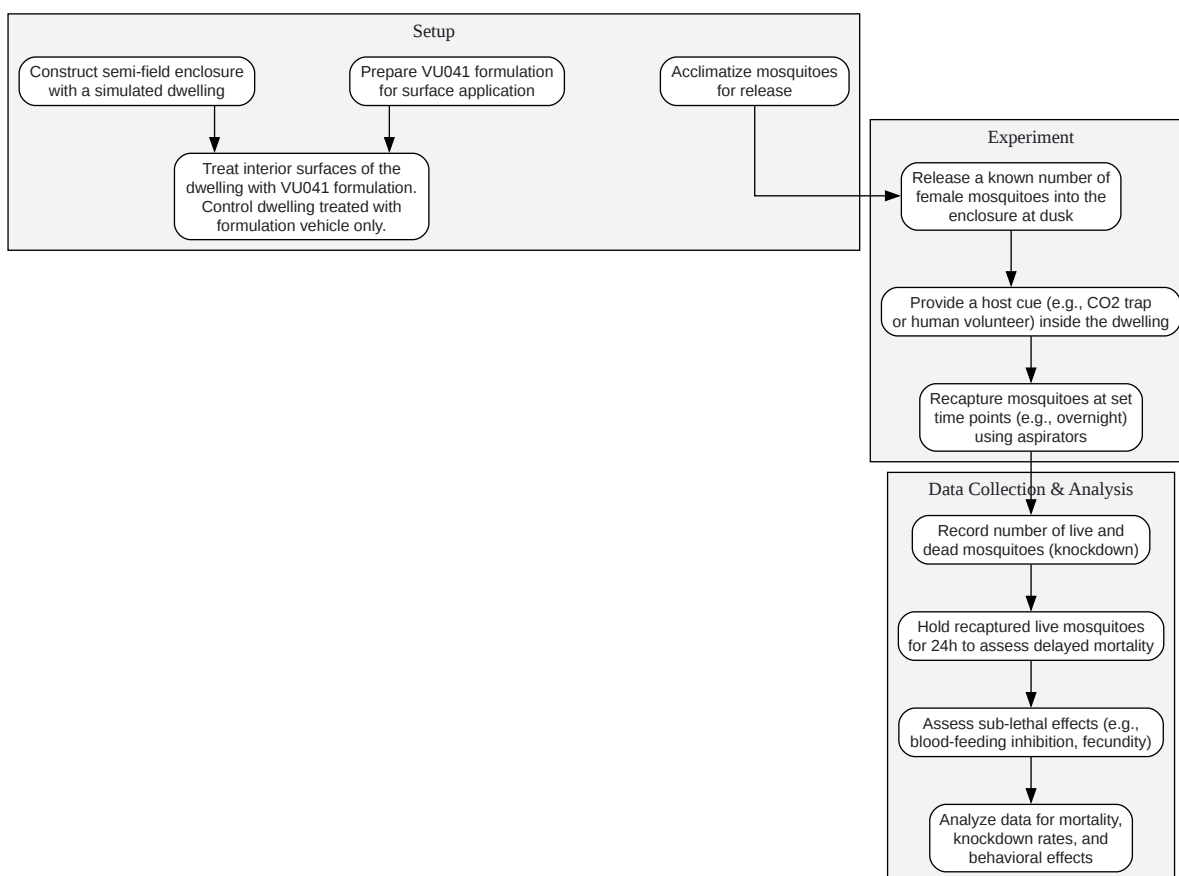 Setup
Construct semi-field enclosure
with a simulated dwelling
Prepare VU041 formulation
for surface application
Acclimatize mosquitoes
for release
Treat interior surfaces of the
dwelling with VU041 formulation.
Control dwelling treated with
formulation vehicle only.
Experiment
Release a known number of
female mosquitoes into the
enclosure at dusk
Provide a host cue (e.g., CO2 trap
or human volunteer) inside the dwelling
Recapture mosquitoes at set
time points (e.g., overnight)
using aspirators
Data Collection & Analysis
Record number of live and
dead mosquitoes (knockdown)
Hold recaptured live mosquitoes
for 24h to assess delayed mortality
Assess sub-lethal effects (e.g.,
blood-feeding inhibition, fecundity)
Analyze data for mortality,
knockdown rates, and
behavioral effects